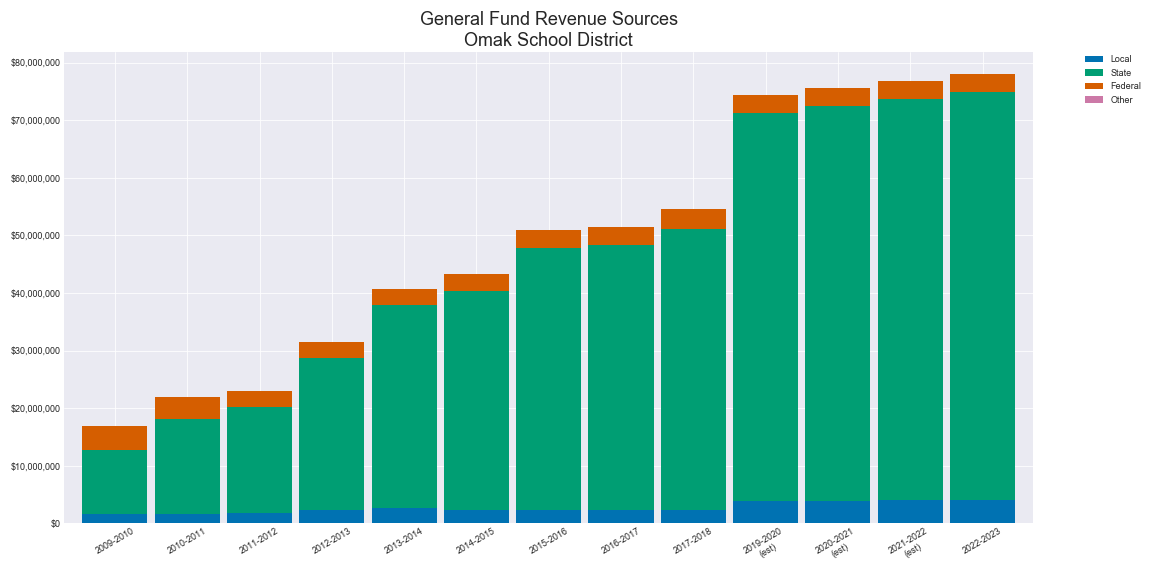 General Fund Revenue Sources
Omak School District
$80,000,000
$70,000,000
$60,000,000
$50,000,000
$40,000,000
$30,000,000
$20,000,000
$10,000,000
$0
2009-2010
2010-2011
2011-2012
2012-2013
2013-2014
2014-2015
2015-2016
2016-2017
2017-2018
2019-2020
(est)
2020-2021
(est)
2021-2022
(est)
2022-2023
Local
State
Federal
Other